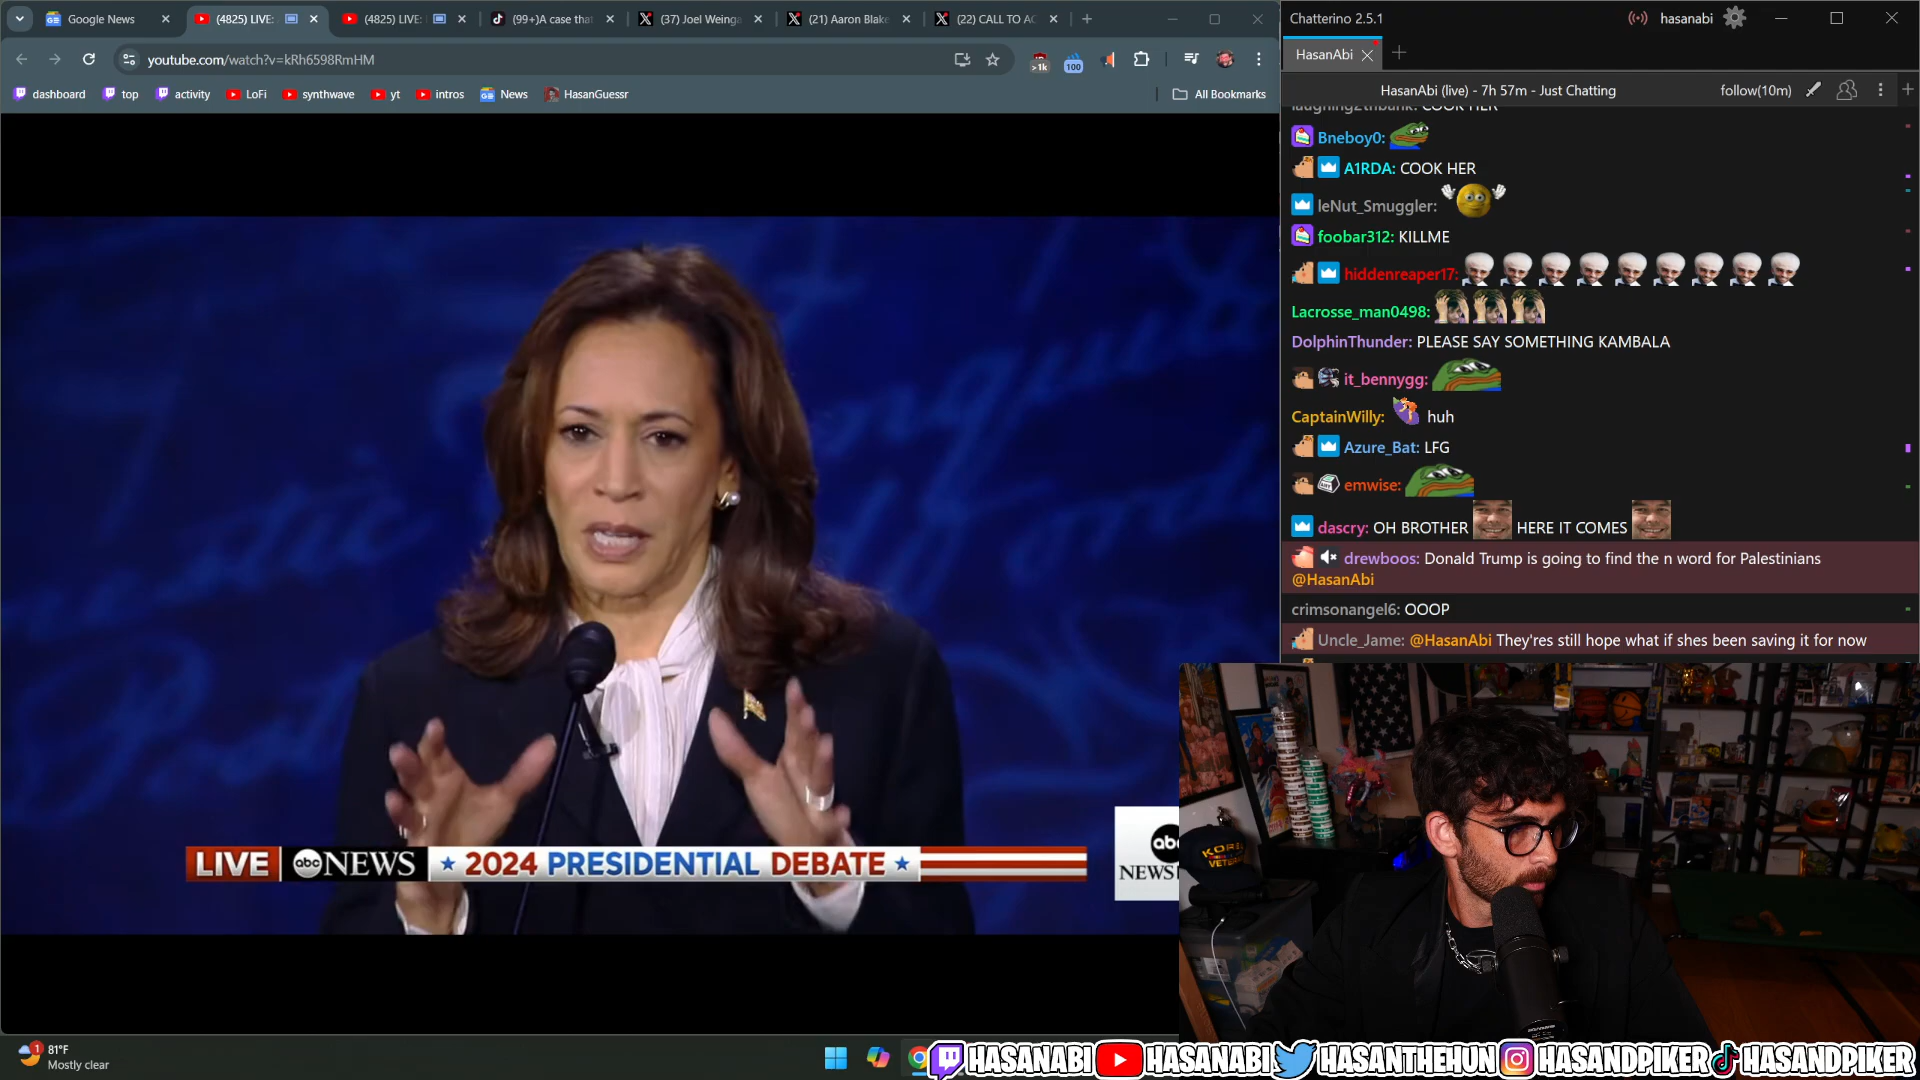 Google News
(4825) LIVE:
(4825) LIVE:
(99+)A case that
(37) Joel Weinga
(21) Aaron Blake
(22) CALL TO AC
youtube.com/watch?v=kRh6598RmHM
>1k
100
dashboard
top
activity
LoFi
synthwave
yt
intros
News
HasanGuessr
All Bookmarks
LIVE
abc NEWS
2024 PRESIDENTIAL DEBATE
NEWS
Chatterino 2.5.1
hasanabi
HasanAbi
HasanAbi (live) - 7h 57m - Just Chatting
follow(10m)
Bneboy0:
A1RDA: COOK HER
leNut_Smuggler:
foobar312: KILLME
hiddenreaper17:
Lacrosse_man0498:
DolphinThunder: PLEASE SAY SOMETHING KAMBALA
it_bennygg:
CaptainWilly: huh
Azure_Bat: LFG
emwise:
dascry: OH BROTHER HERE IT COMES
drewboos: Donald Trump is going to find the n word for Palestinians
@HasanAbi
crimsonangel6: OOOP
Uncle_Jame: @HasanAbi They'res still hope what if shes been saving it for now
1
81°F
Mostly clear
HASANABI
HASANABI
HASANTHEHUN
HASANDPIKER
HASANDPIKER